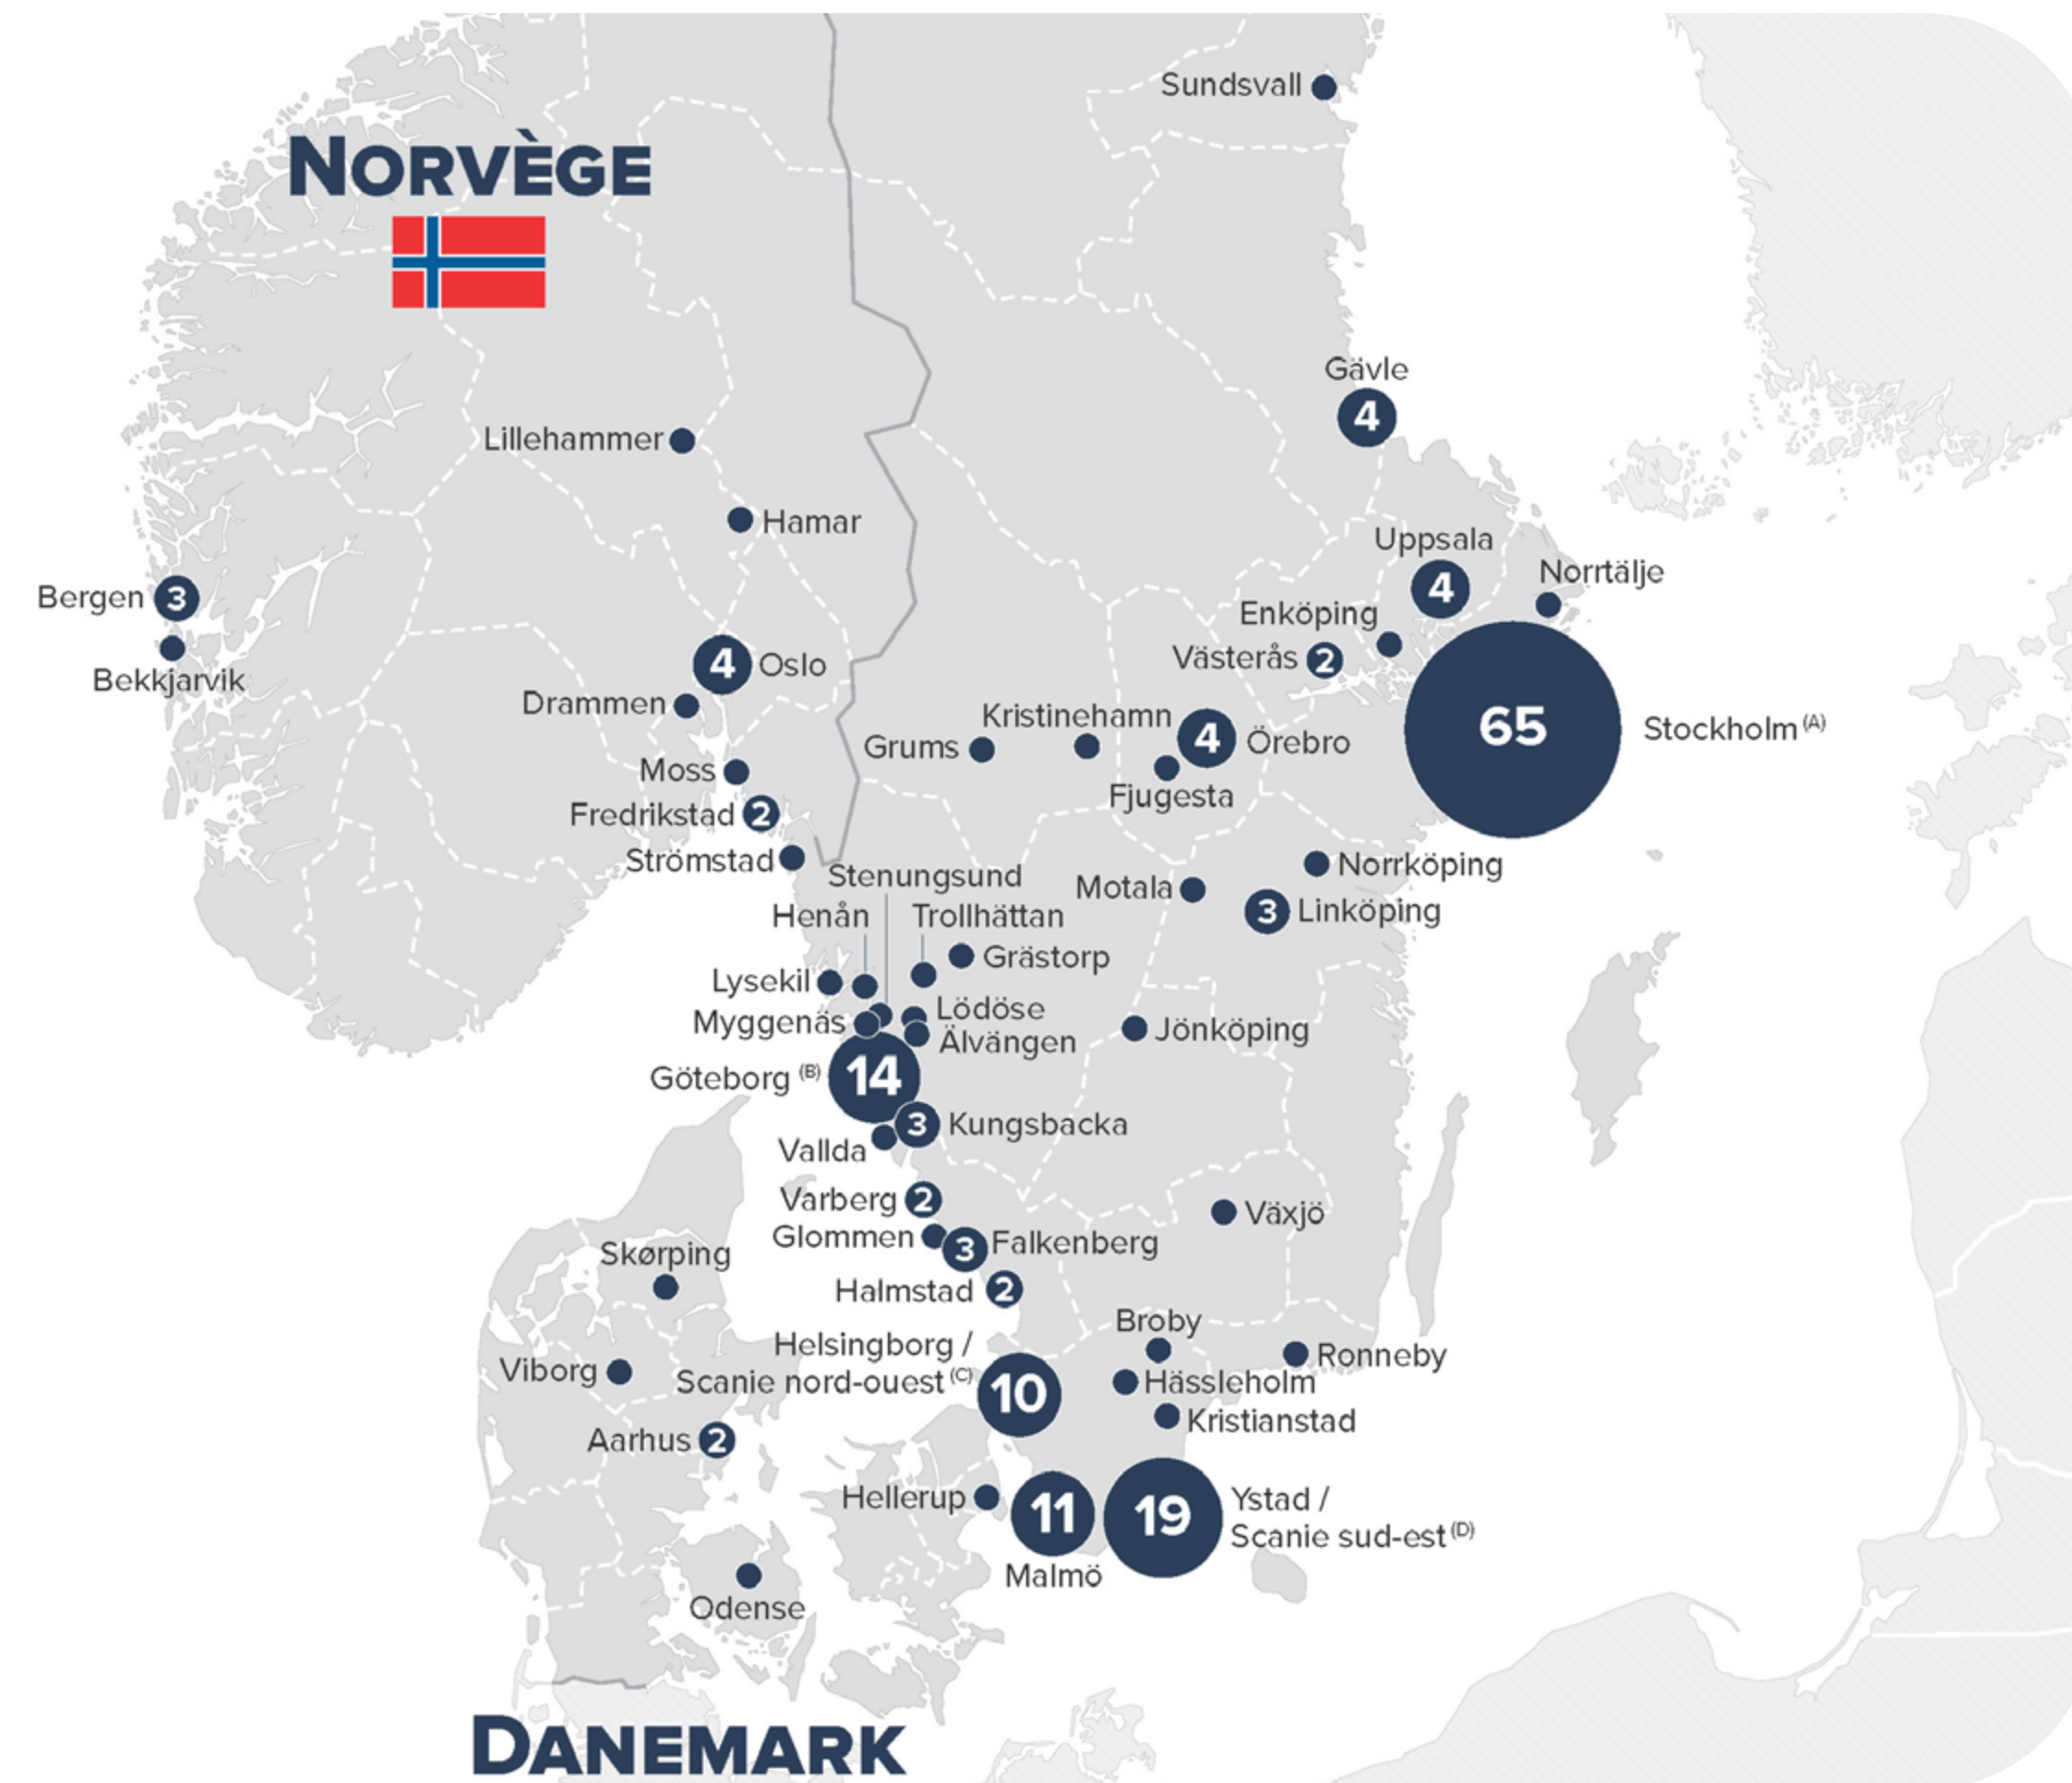 Sundsvall
NORVÈGE
Gävle
4
Lillehammer
Hamar
Uppsala
4
Norrtälje
Bergen 3
Enköping
Västerås 2
4 Oslo
Bekkjarvik
Drammen
Kristinehamn
4 Örebro
65
Stockholm (A)
Grums
Moss
Fjugesta
Fredrikstad 2
Strömstad
Stenungsund
Norrköping
Motala
3 Linköping
Henån
Trollhättan
Grästorp
Lysekil
Lödöse
Myggenäs
Älvängen
Jönköping
Göteborg (B) 14
3 Kungsbacka
Vallda
Varberg 2
Växjö
Glommen
3 Falkenberg
Skørping
Halmstad 2
Broby
Helsingborg /
Scanie nord-ouest (C)
10
Ronneby
Viborg
Hässleholm
Kristianstad
Aarhus 2
Hellerup
11
Malmö
19
Ystad /
Scanie sud-est (D)
Odense
DANEMARK